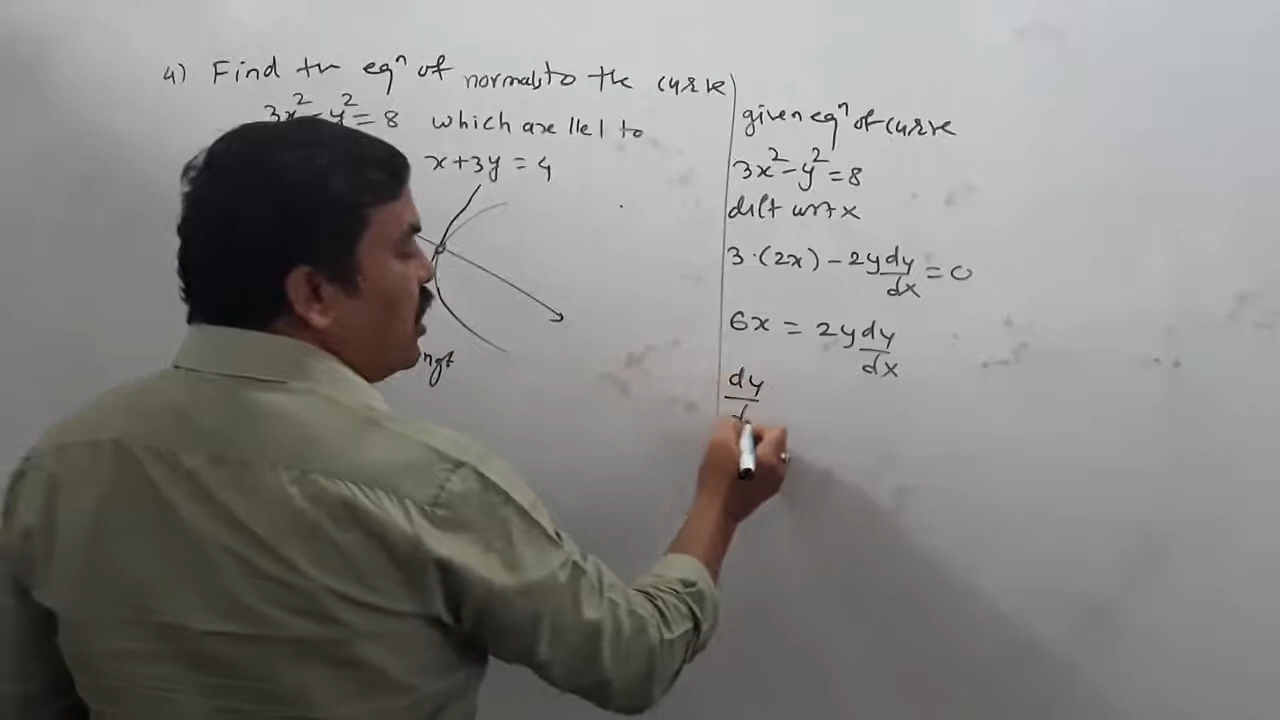 4) Find the eqⁿ of normals to the curve
3x² - y² = 8 which are llel to
x + 3y = 4
given eqⁿ of curve
3x² - y² = 8
diff wrt x
3·(2x) - 2y dy/dx = 0
6x = 2y dy/dx
dy